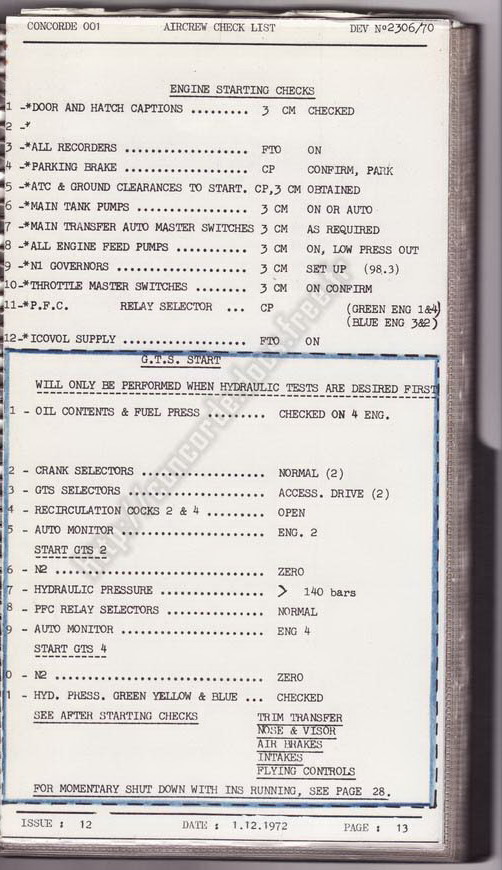 CONCORDE 001 AIRCREW CHECK LIST DEV Nº2306/70
ENGINE STARTING CHECKS
1 -*DOOR AND HATCH CAPTIONS ......... 3 CM CHECKED
2 -*
3 -*ALL RECORDERS ................... FTO ON
4 -*PARKING BRAKE ................... CP CONFIRM, PARK
5 -*ATC & GROUND CLEARANCES TO START. CP,3 CM OBTAINED
6 -*MAIN TANK PUMPS ................. 3 CM ON OR AUTO
7 -*MAIN TRANSFER AUTO MASTER SWITCHES 3 CM AS REQUIRED
8 -*ALL ENGINE FEED PUMPS ........... 3 CM ON, LOW PRESS OUT
9 -*N1 GOVERNORS .................... 3 CM SET UP (98.3)
10-*THROTTLE MASTER SWITCHES ........ 3 CM ON CONFIRM
11-*P.F.C. RELAY SELECTOR ... CP (GREEN ENG 1&4)
(BLUE ENG 3&2)
12-*ICOVOL SUPPLY ................... FTO ON
G.T.S. START
WILL ONLY BE PERFORMED WHEN HYDRAULIC TESTS ARE DESIRED FIRST
1 - OIL CONTENTS & FUEL PRESS ......... CHECKED ON 4 ENG.
2 - CRANK SELECTORS ................... NORMAL (2)
3 - GTS SELECTORS ..................... ACCESS. DRIVE (2)
4 - RECIRCULATION COCKS 2 & 4 ......... OPEN
5 - AUTO MONITOR ...................... ENG. 2
START GTS 2
6 - N2 ................................ ZERO
7 - HYDRAULIC PRESSURE ................ > 140 bars
8 - PFC RELAY SELECTORS ............... NORMAL
9 - AUTO MONITOR ...................... ENG 4
START GTS 4
0 - N2 ................................ ZERO
1 - HYD. PRESS. GREEN YELLOW & BLUE ... CHECKED
SEE AFTER STARTING CHECKS TRIM TRANSFER
NOSE & VISOR
AIR BRAKES
INTAKES
FLYING CONTROLS
FOR MOMENTARY SHUT DOWN WITH INS RUNNING, SEE PAGE 28.
ISSUE : 12 DATE : 1.12.1972 PAGE : 13